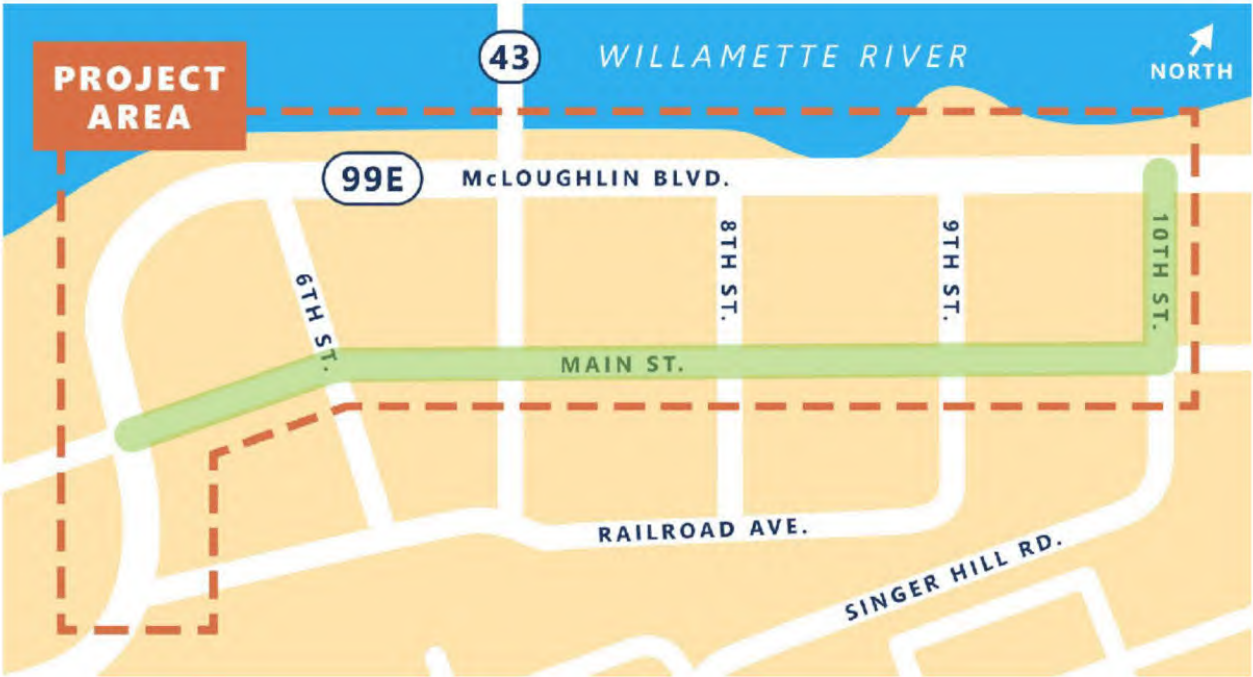 PROJECT
AREA
43
WILLAMETTE RIVER
NORTH
99E
McLOUGHLIN BLVD.
6TH ST.
8TH ST.
9TH ST.
10TH ST.
MAIN ST.
RAILROAD AVE.
SINGER HILL RD.